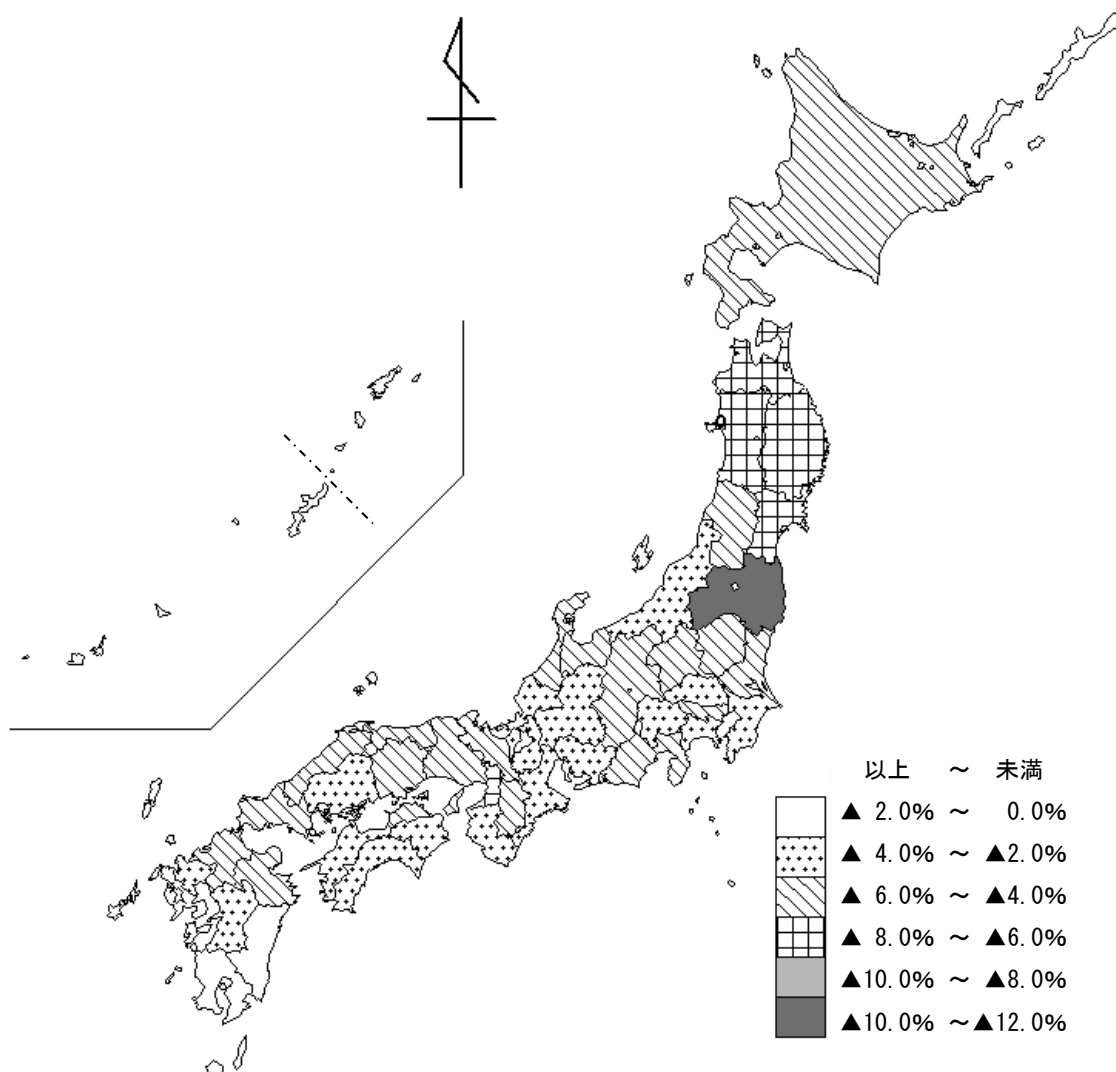 以上 ～ 未満
▲ 2.0% ～ 0.0%
▲ 4.0% ～ ▲2.0%
▲ 6.0% ～ ▲4.0%
▲ 8.0% ～ ▲6.0%
▲10.0% ～ ▲8.0%
▲10.0% ～▲12.0%